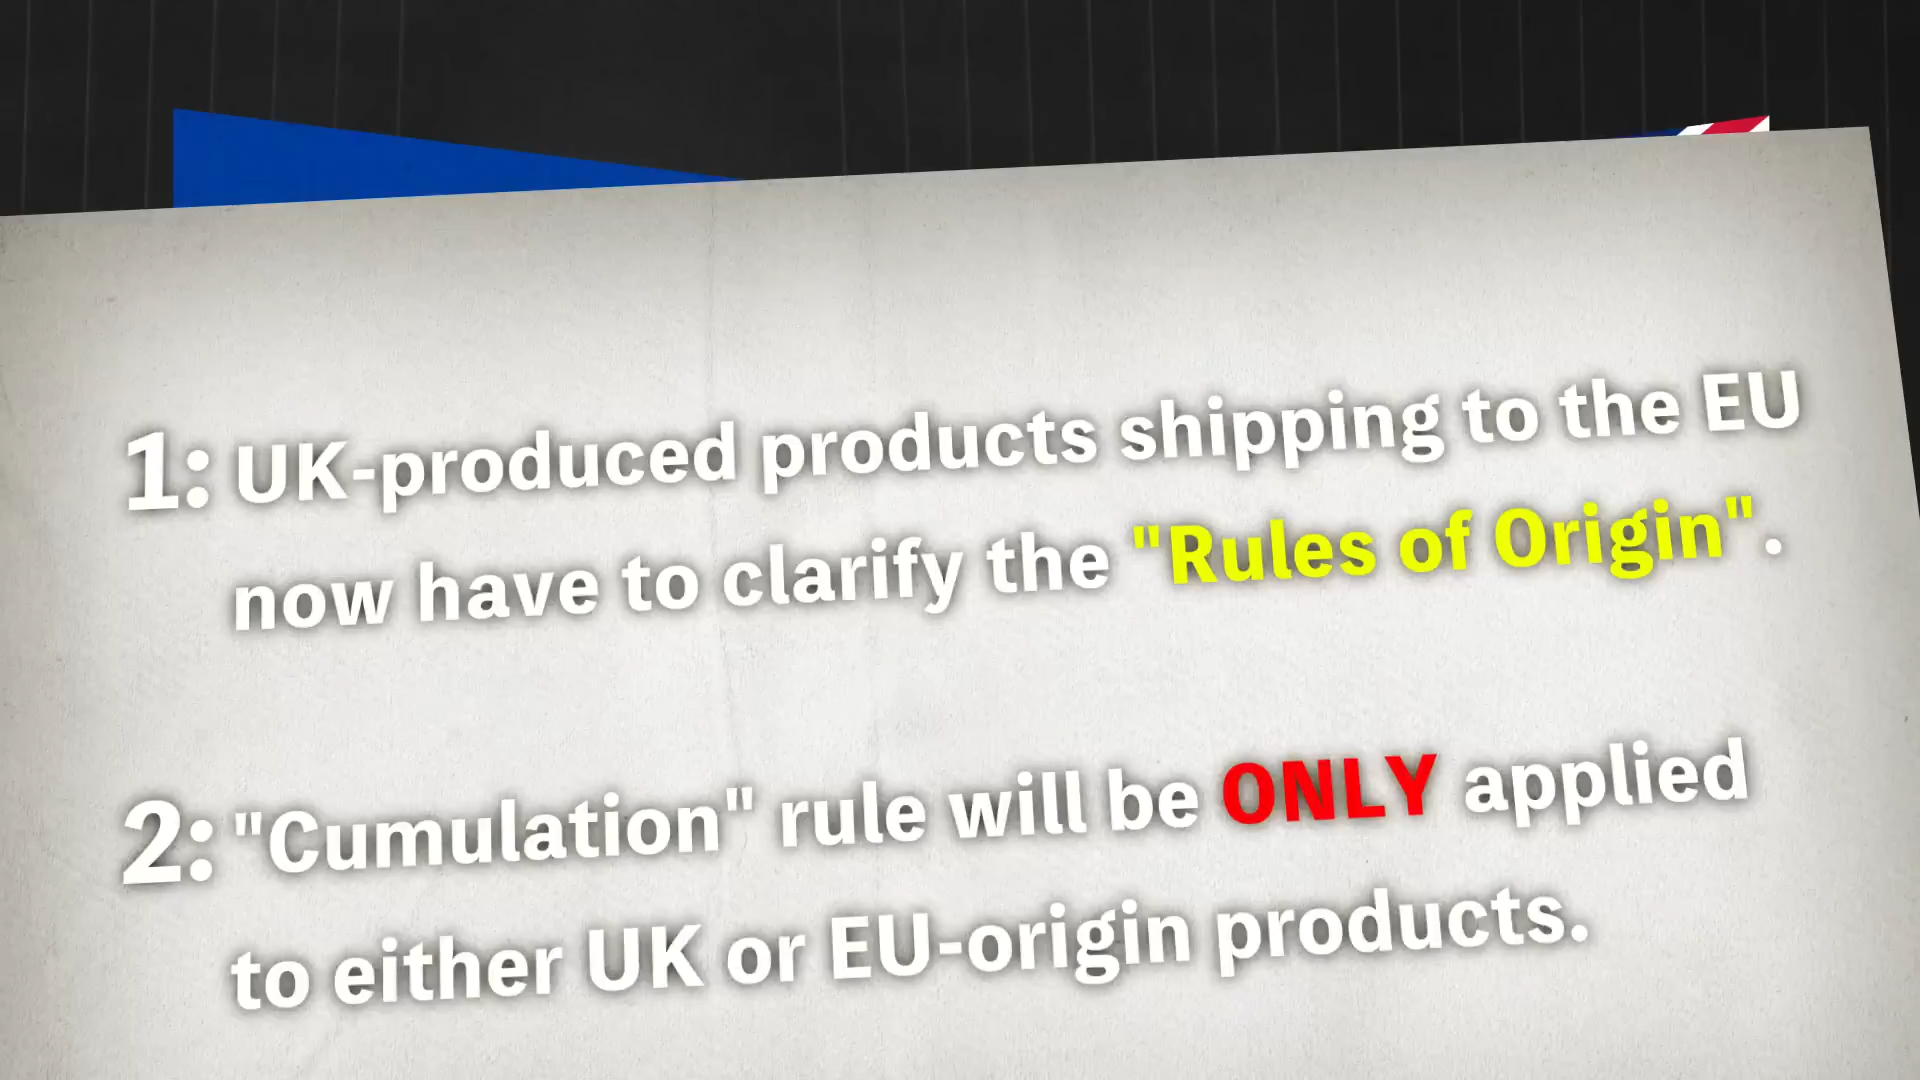 1: UK-produced products shipping to the EU
now have to clarify the "Rules of Origin".
2: "Cumulation" rule will be ONLY applied
to either UK or EU-origin products.